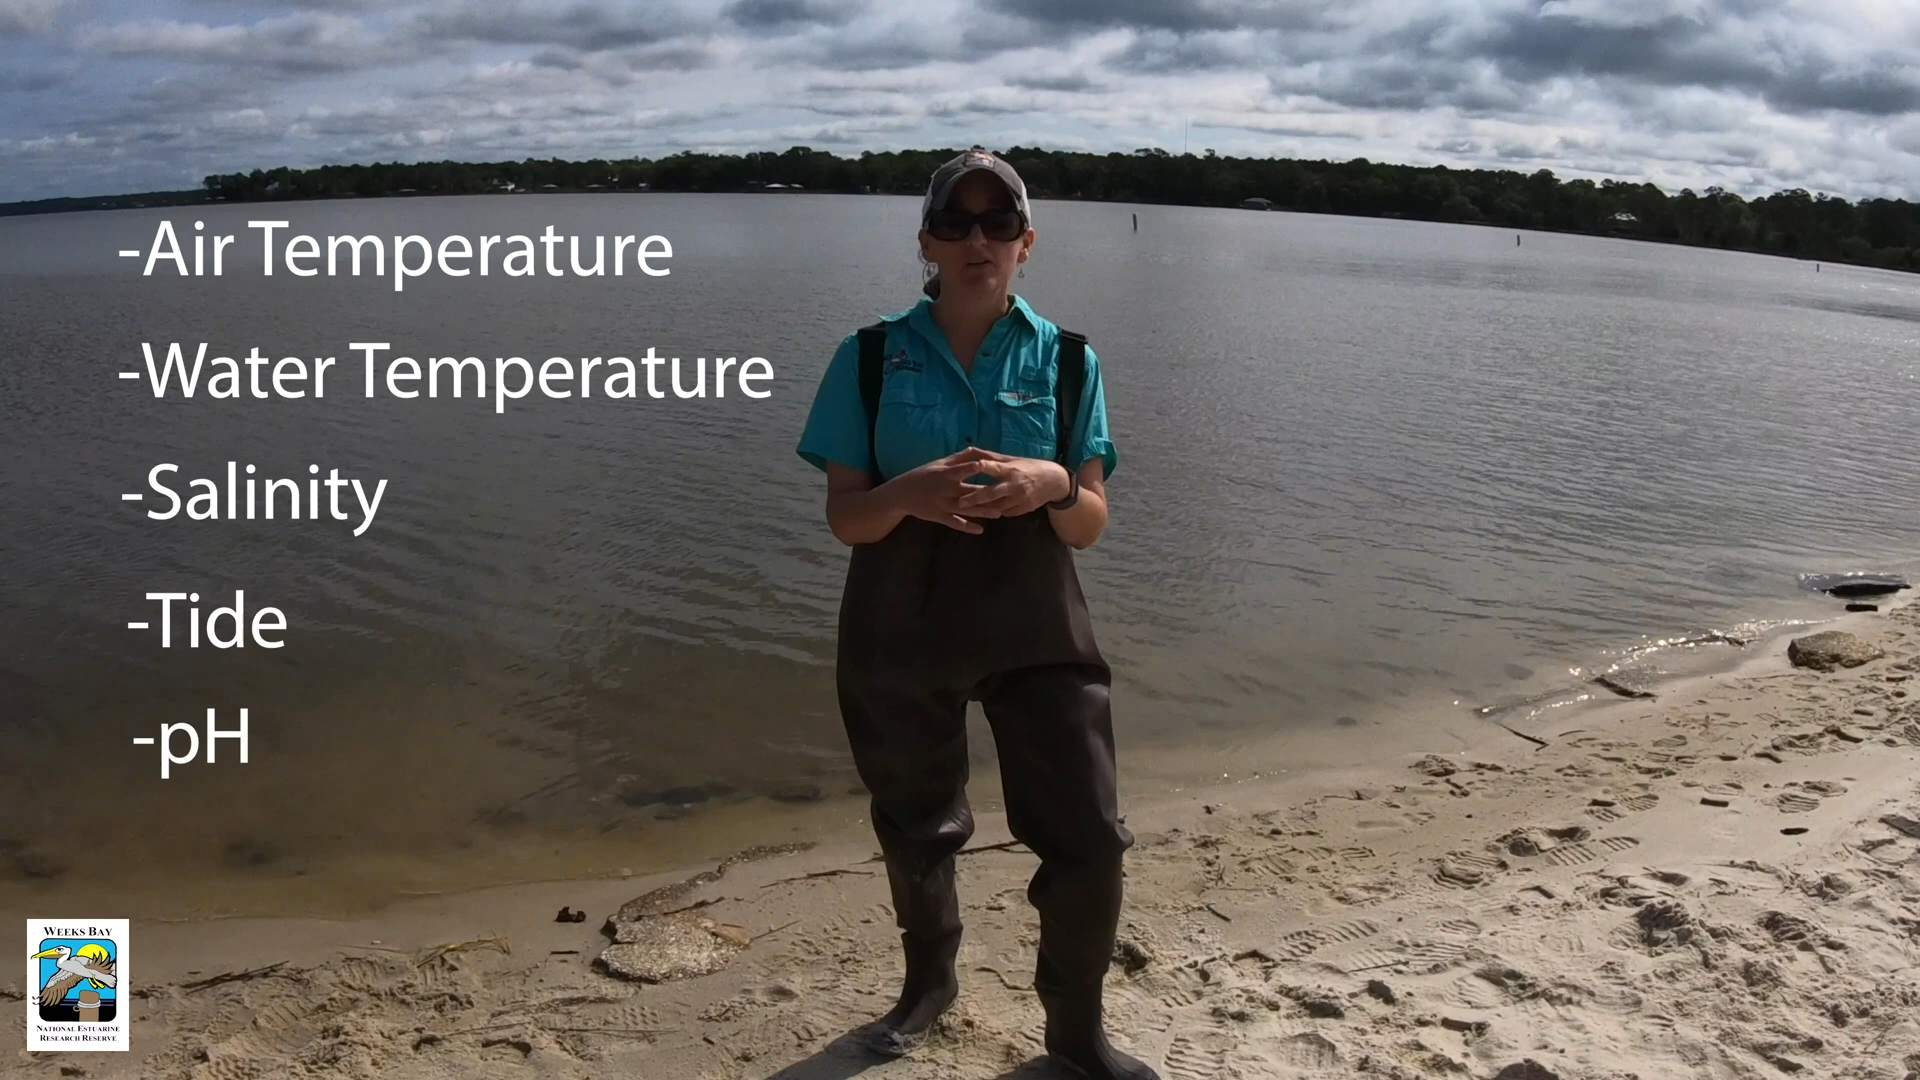 -Air Temperature
-Water Temperature
-Salinity
-Tide
-pH
WEEKS BAY
NATIONAL ESTUARINE
RESEARCH RESERVE